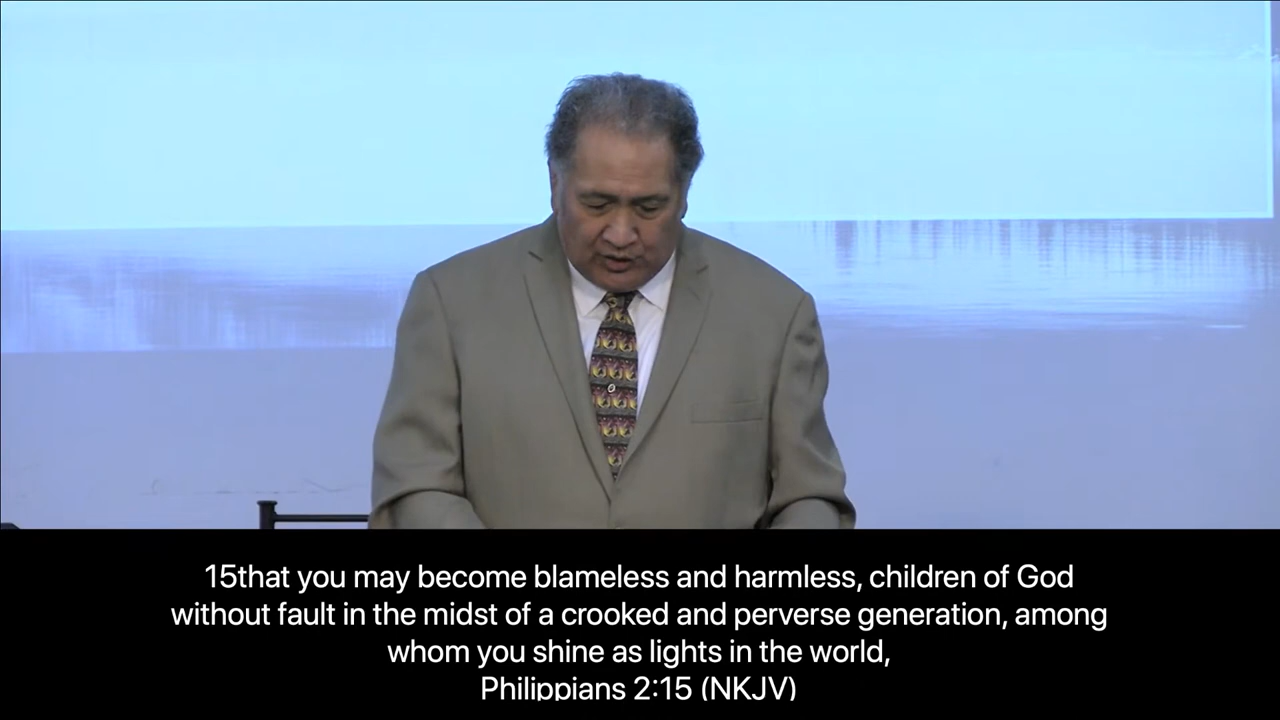 15that you may become blameless and harmless, children of God
without fault in the midst of a crooked and perverse generation, among
whom you shine as lights in the world,
Philippians 2:15 (NKJV)